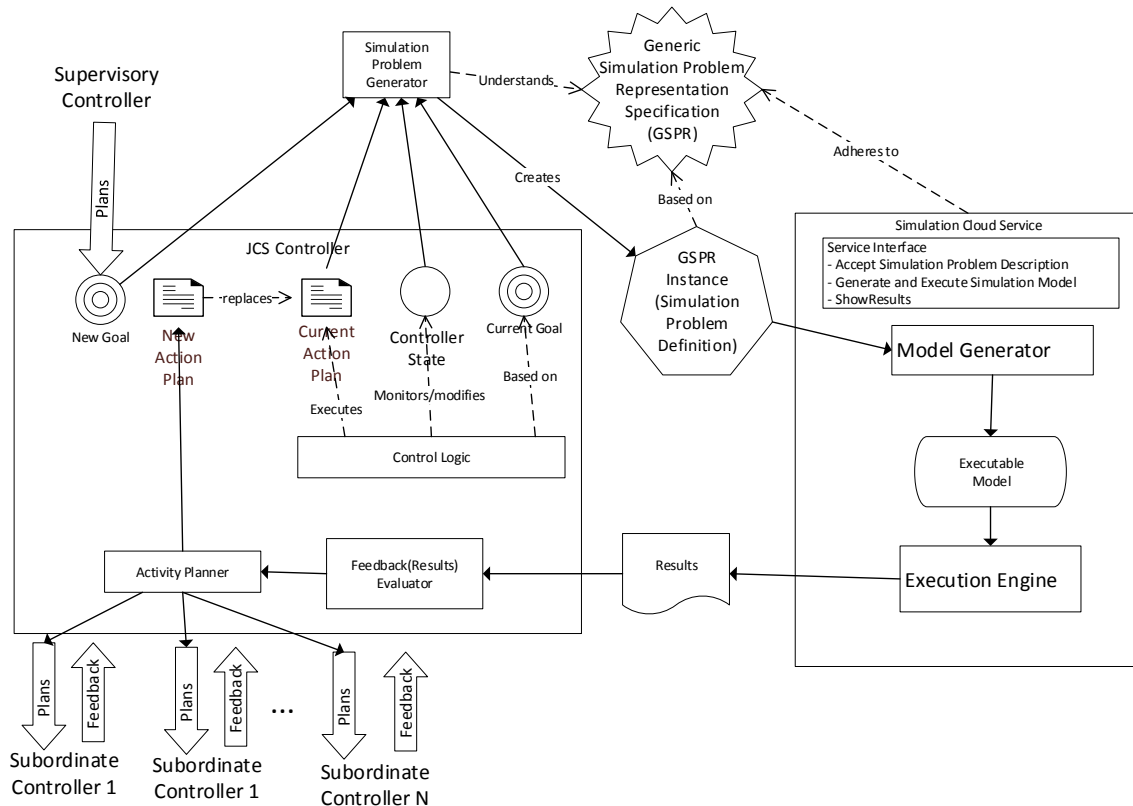 Simulation
Problem
Generator
Understands
Generic
Simulation Problem
Representation
Specification
(GSPR)
Supervisory
Controller
Plans
Creates
Based on
Adheres to
JCS Controller
New Goal
New
Action
Plan
replaces
Current
Action
Plan
Controller
State
Current Goal
Executes
Monitors/modifies
Based on
Control Logic
GSPR
Instance
(Simulation
Problem
Definition)
Simulation Cloud Service
Service Interface
- Accept Simulation Problem Description
- Generate and Execute Simulation Model
- ShowResults
Model Generator
Executable
Model
Execution Engine
Results
Feedback(Results)
Evaluator
Activity Planner
Plans
Feedback
Plans
Feedback
...
Plans
Feedback
Subordinate
Controller 1
Subordinate
Controller 1
Subordinate
Controller N